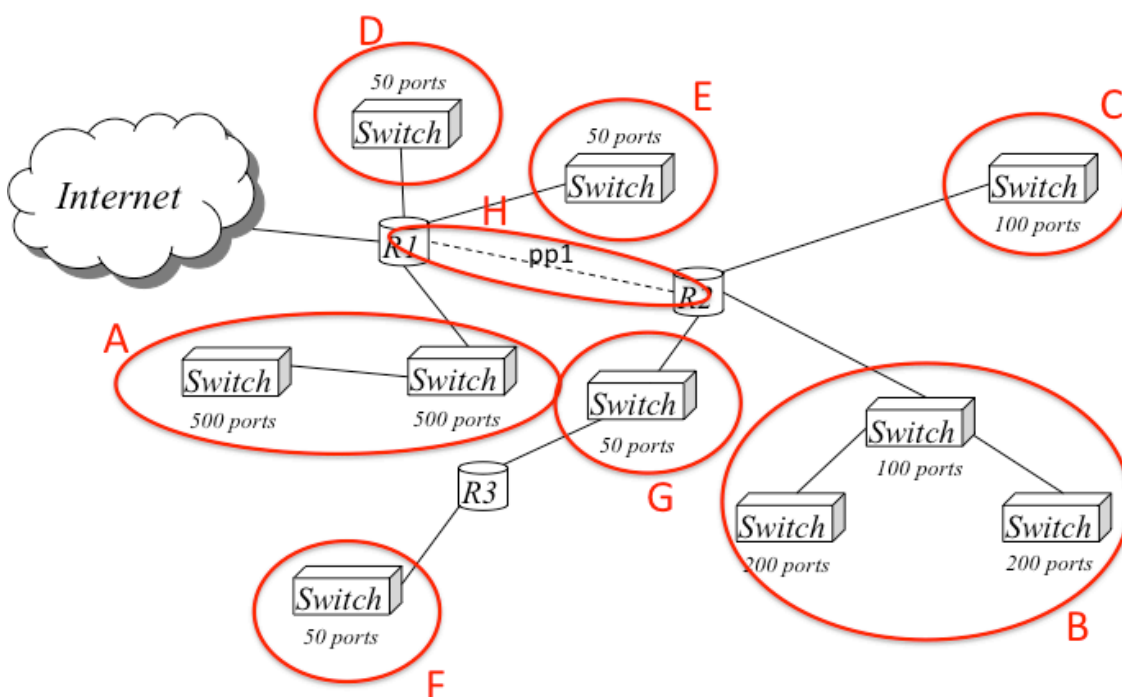 D
50 ports
Switch
E
50 ports
Switch
C
Switch
100 ports
Internet
H
R1
pp1
R2
A
Switch
500 ports
Switch
500 ports
Switch
50 ports
G
Switch
100 ports
Switch
200 ports
Switch
200 ports
B
R3
Switch
50 ports
F